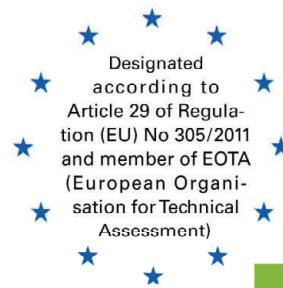 Designated
according to
Article 29 of Regula-
tion (EU) No 305/2011
and member of EOTA
(European Organi-
sation for Technical
Assessment)